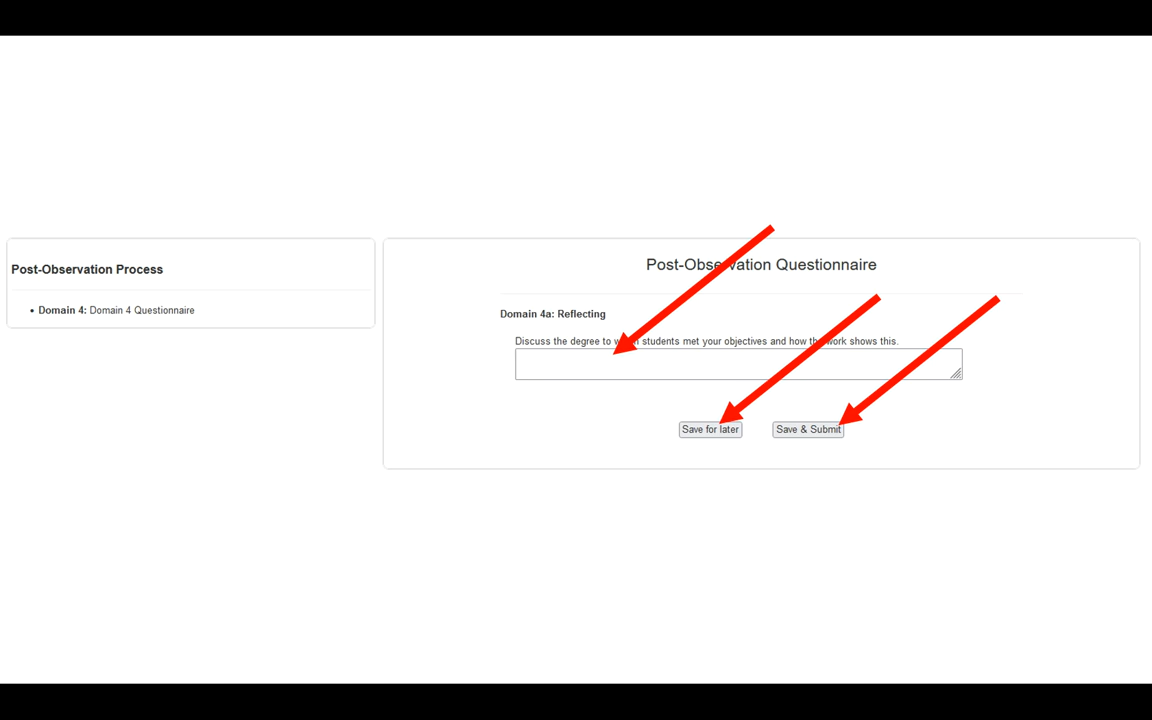 Post-Observation Process
• Domain 4: Domain 4 Questionnaire
Post-Observation Questionnaire
Domain 4a: Reflecting
Discuss the degree to students met your objectives and how work shows this.
Save for later
Save & Submit